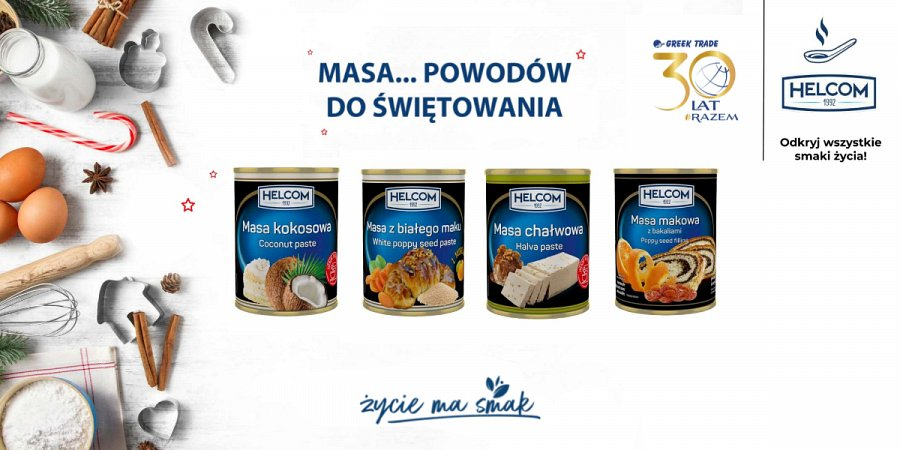 MASA... POWODÓW
DO ŚWIĘTOWANIA
GREEK TRADE
30
LAT
#RAZEM
HELCOM
1992
Odkryj wszystkie
smaki życia!
HELCOM
1992
Masa kokosowa
Coconut paste
HELCOM
1992
Masa z białego maku
White poppy seed paste
HELCOM
1992
Masa chałwowa
Halva paste
HELCOM
1992
Masa makowa
z bakaliami
Poppy seed filling
życie ma smak